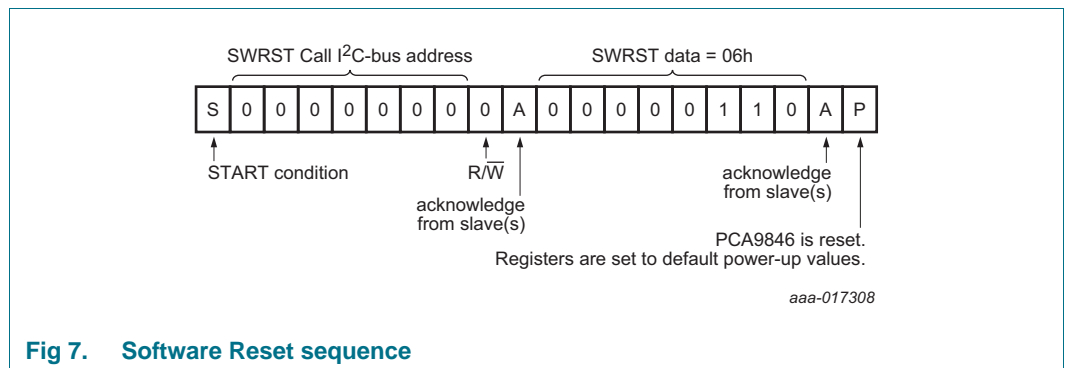 SWRST Call I2C-bus address SWRST data = 06h
S 0 0 0 0 0 0 0 0 A 0 0 0 0 0 1 1 0 A P
START condition R/W acknowledge
from slave(s)
acknowledge
from slave(s)
PCA9846 is reset.
Registers are set to default power-up values.
aaa-017308
Fig 7. Software Reset sequence